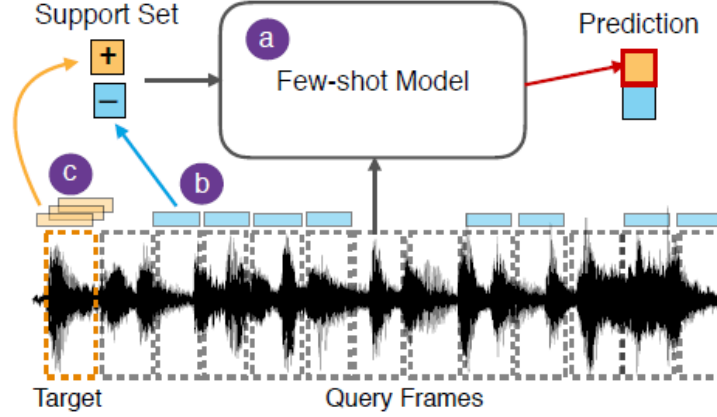 Support Set
Prediction
a
+
Few-shot Model
−
c
b
Target
Query Frames